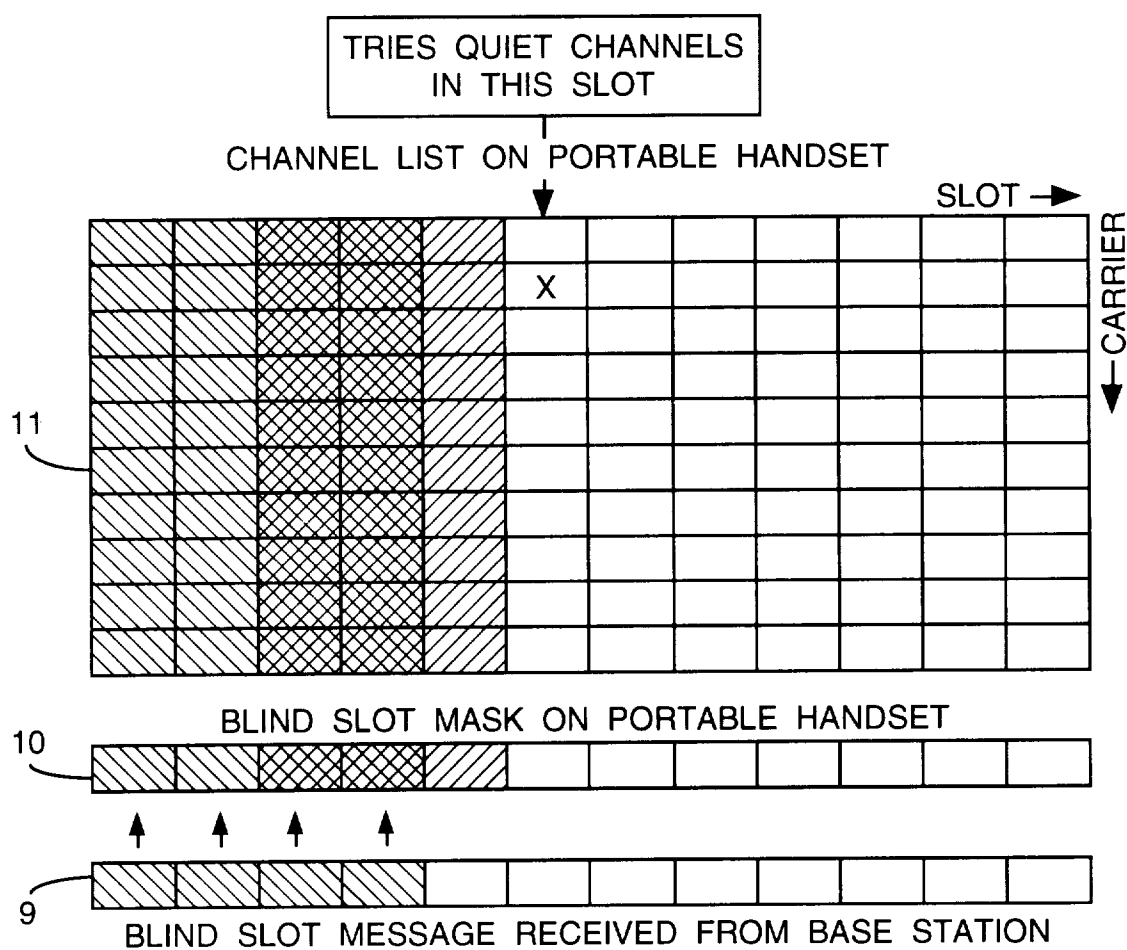 TRIES QUIET CHANNELS
IN THIS SLOT
CHANNEL LIST ON PORTABLE HANDSET
SLOT
CARRIER
X
11
BLIND SLOT MASK ON PORTABLE HANDSET
10
9
BLIND SLOT MESSAGE RECEIVED FROM BASE STATION